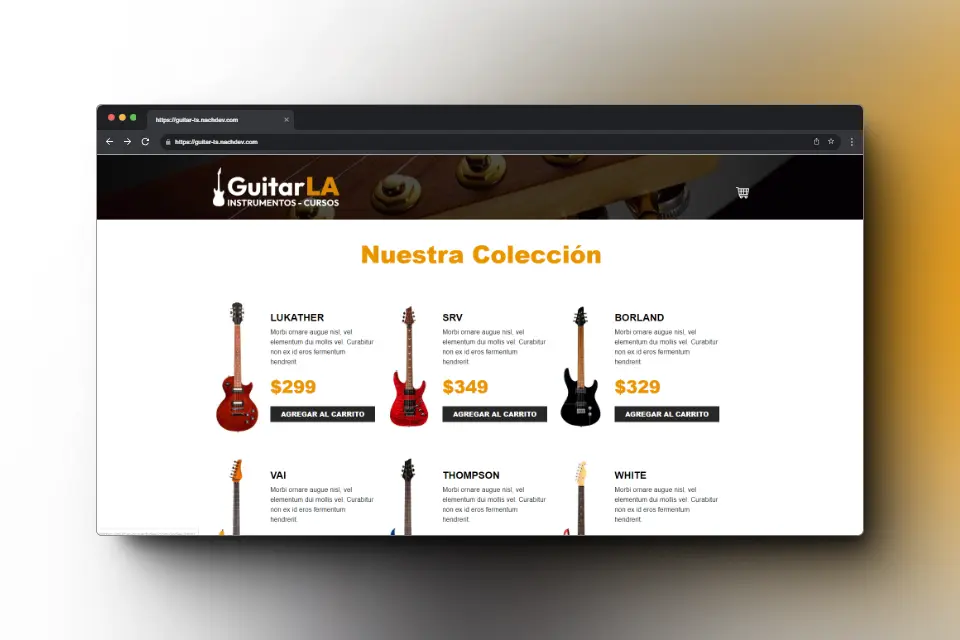 https://guitar-ts.nachdev.com
https://guitar-ts.nachdev.com
GuitarLA
INSTRUMENTOS - CURSOS
Nuestra Colección
LUKATHER
Morbi ornare augue nisl, vel
elementum dui mollis vel. Curabitur
non ex id eros fermentum
hendrerit.
$299
AGREGAR AL CARRITO
SRV
Morbi ornare augue nisl, vel
elementum dui mollis vel. Curabitur
non ex id eros fermentum
hendrerit.
$349
AGREGAR AL CARRITO
BORLAND
Morbi ornare augue nisl, vel
elementum dui mollis vel. Curabitur
non ex id eros fermentum
hendrerit.
$329
AGREGAR AL CARRITO
VAI
Morbi ornare augue nisl, vel
elementum dui mollis vel. Curabitur
non ex id eros fermentum
hendrerit.
THOMPSON
Morbi ornare augue nisl, vel
elementum dui mollis vel. Curabitur
non ex id eros fermentum
hendrerit.
WHITE
Morbi ornare augue nisl, vel
elementum dui mollis vel. Curabitur
non ex id eros fermentum
hendrerit.